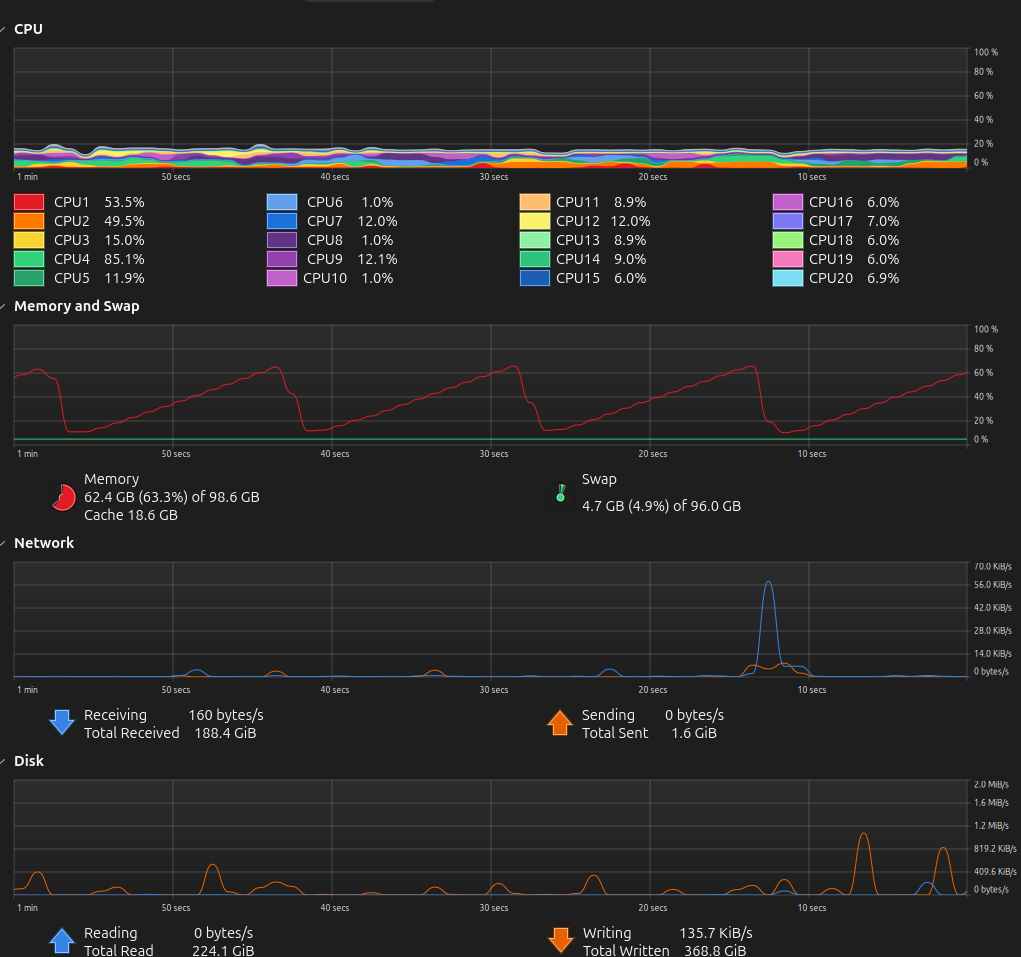 CPU
100 %
80 %
60 %
40 %
20 %
0 %
1 min 50 secs 40 secs 30 secs 20 secs 10 secs
CPU1 53.5% CPU6 1.0% CPU11 8.9% CPU16 6.0%
CPU2 49.5% CPU7 12.0% CPU12 12.0% CPU17 7.0%
CPU3 15.0% CPU8 1.0% CPU13 8.9% CPU18 6.0%
CPU4 85.1% CPU9 12.1% CPU14 9.0% CPU19 6.0%
CPU5 11.9% CPU10 1.0% CPU15 6.0% CPU20 6.9%
Memory and Swap
100 %
80 %
60 %
40 %
20 %
0 %
1 min 50 secs 40 secs 30 secs 20 secs 10 secs
Memory Swap
62.4 GB (63.3%) of 98.6 GB 4.7 GB (4.9%) of 96.0 GB
Cache 18.6 GB
Network
70.0 KiB/s
56.0 KiB/s
42.0 KiB/s
28.0 KiB/s
14.0 KiB/s
0 bytes/s
1 min 50 secs 40 secs 30 secs 20 secs 10 secs
Receiving 160 bytes/s Sending 0 bytes/s
Total Received 188.4 GiB Total Sent 1.6 GiB
Disk
2.0 MiB/s
1.6 MiB/s
1.2 MiB/s
819.2 KiB/s
409.6 KiB/s
0 bytes/s
1 min 50 secs 40 secs 30 secs 20 secs 10 secs
Reading 0 bytes/s Writing 135.7 KiB/s
Total Read 224.1 GiB Total Written 368.8 GiB